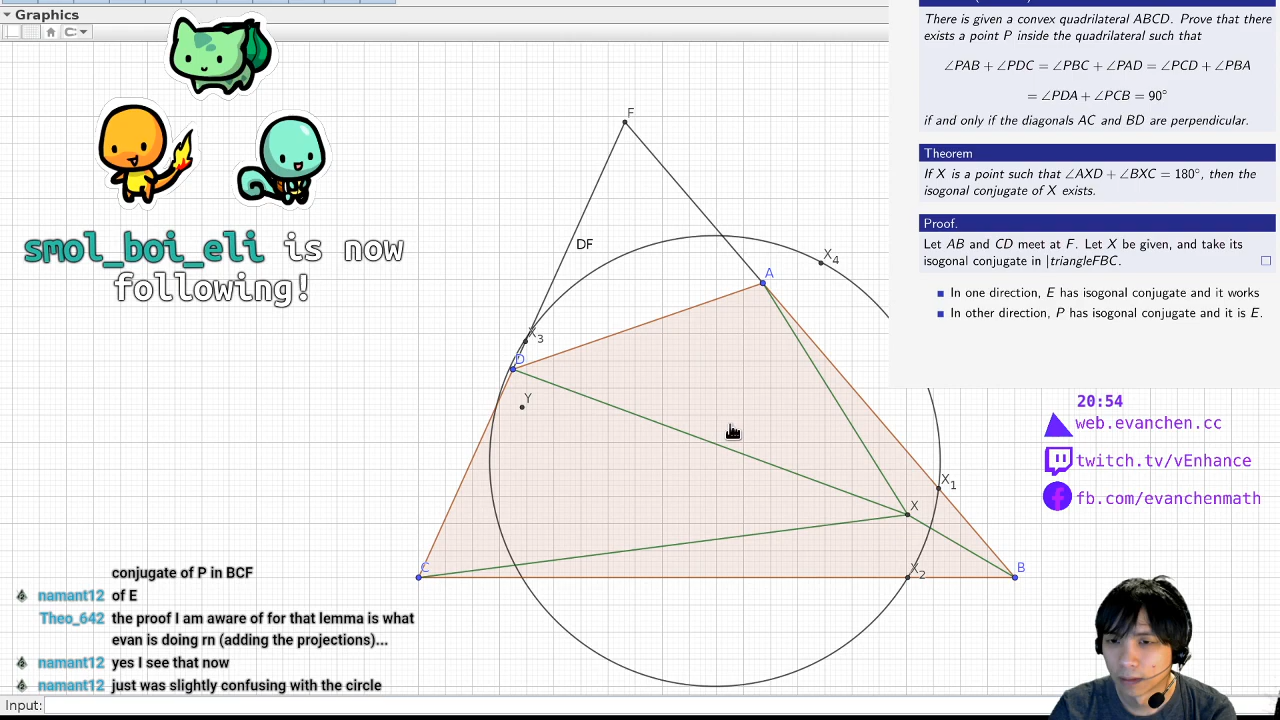 Graphics
There is given a convex quadrilateral ABCD. Prove that there
exists a point P inside the quadrilateral such that
∠PAB + ∠PDC = ∠PBC + ∠PAD = ∠PCD + ∠PBA
= ∠PDA + ∠PCB = 90°
if and only if the diagonals AC and BD are perpendicular.
Theorem
If X is a point such that ∠AXD + ∠BXC = 180°, then the
isogonal conjugate of X exists.
Proof.
Let AB and CD meet at F. Let X be given, and take its
isogonal conjugate in |triangleFBC.
In one direction, E has isogonal conjugate and it works
In other direction, P has isogonal conjugate and it is E.
smol_boi_eli is now
following!
F
DF
X4
A
X3
D
Y
X1
X
C
X2
B
20:54
web.evanchen.cc
twitch.tv/vEnhance
fb.com/evanchenmath
conjugate of P in BCF
namant12 of E
Theo_642 the proof I am aware of for that lemma is what
evan is doing rn (adding the projections)...
namant12 yes I see that now
namant12 just was slightly confusing with the circle
Input: